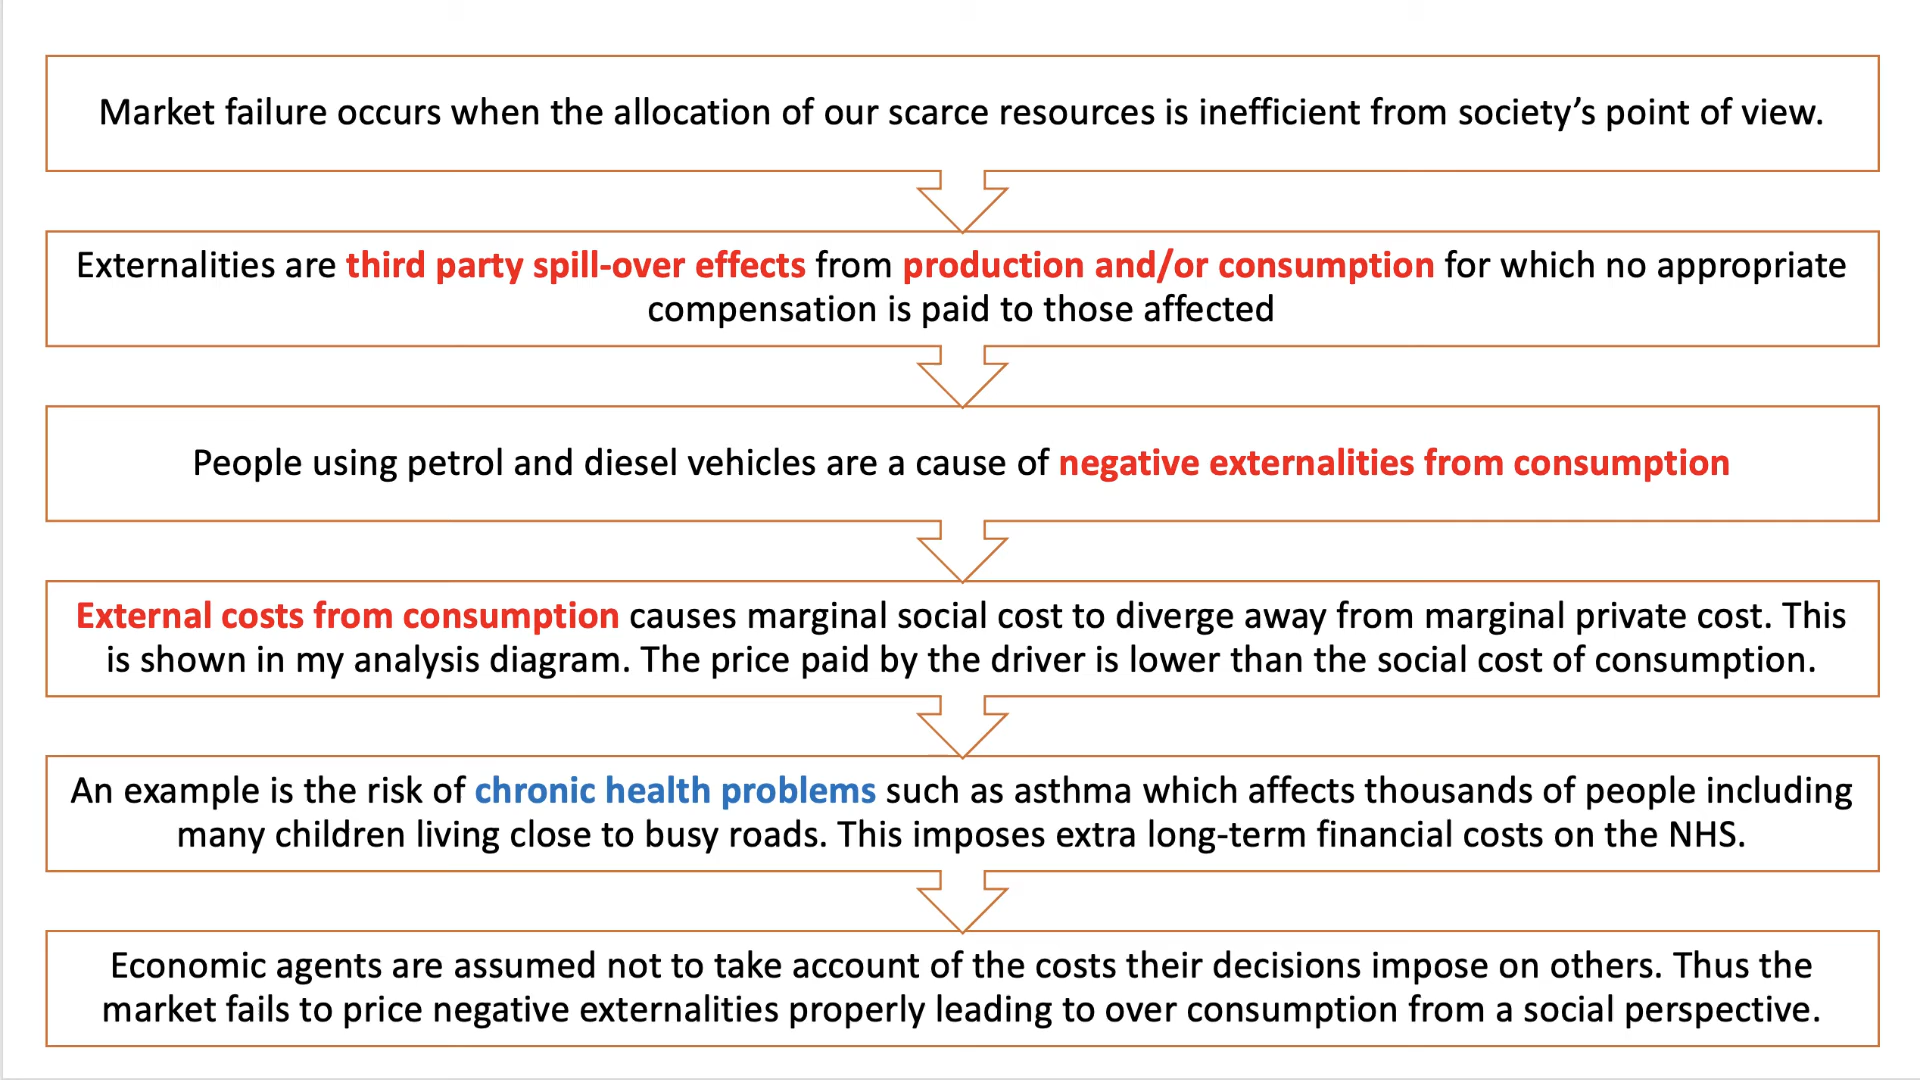 Market failure occurs when the allocation of our scarce resources is inefficient from society’s point of view.
Externalities are third party spill-over effects from production and/or consumption for which no appropriate
compensation is paid to those affected
People using petrol and diesel vehicles are a cause of negative externalities from consumption
External costs from consumption causes marginal social cost to diverge away from marginal private cost. This
is shown in my analysis diagram. The price paid by the driver is lower than the social cost of consumption.
An example is the risk of chronic health problems such as asthma which affects thousands of people including
many children living close to busy roads. This imposes extra long-term financial costs on the NHS.
Economic agents are assumed not to take account of the costs their decisions impose on others. Thus the
market fails to price negative externalities properly leading to over consumption from a social perspective.